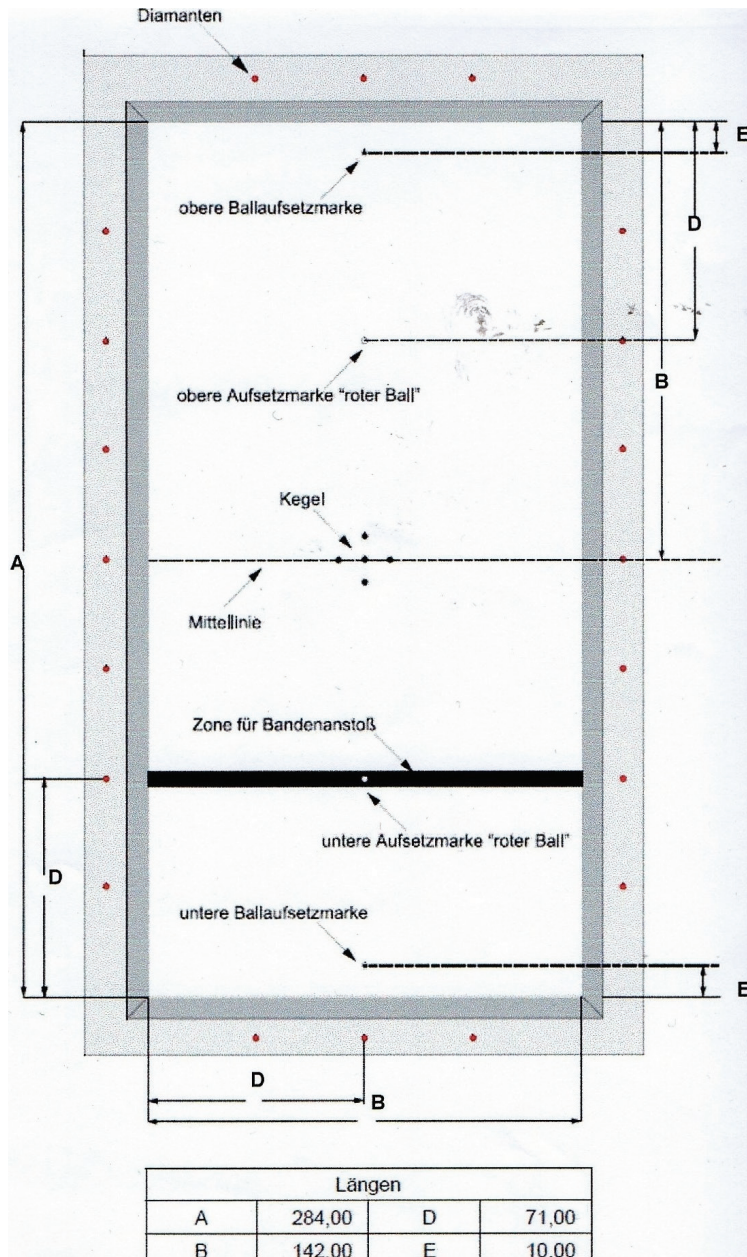 Diamanten
E
obere Ballaufsetzmarke
D
obere Aufsetzmarke "roter Ball"
B
Kegel
A
Mittellinie
Zone für Bandenanstoß
untere Aufsetzmarke "roter Ball"
D
untere Ballaufsetzmarke
E
D
B
Längen
A 284,00 D 71,00
B 142,00 E 10,00